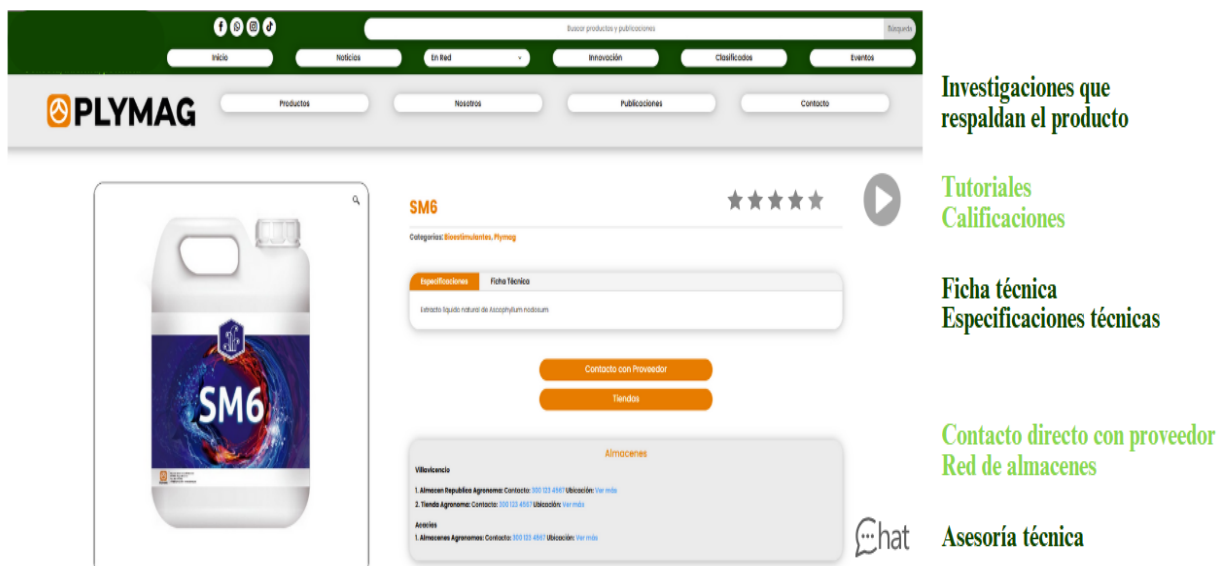 Buscar productos y publicaciones
Búsqueda
Inicio
Noticias
En Red
Innovación
Clasificados
Eventos
PLYMAG
Productos
Nosotros
Publicaciones
Contacto
Investigaciones que
respaldan el producto
SM6
Tutoriales
Calificaciones
Categorías: Bioestimulantes, Plymag
Especificaciones
Ficha Técnica
Extracto líquido natural de Ascophyllum nodosum
Ficha técnica
Especificaciones técnicas
Contacto con Proveedor
Tiendas
SM6
Contacto directo con proveedor
Red de almacenes
Almacenes
Villavicencio
1. Almacen Republica Agronoma: Contacto: 300 123 4567 Ubicación: Ver más
2. Tienda Agronoma: Contacto: 300 123 4567 Ubicación: Ver más
Acacias
1. Almacenes Agronomas: Contacto: 300 123 4567 Ubicación: Ver más
Chat
Asesoría técnica